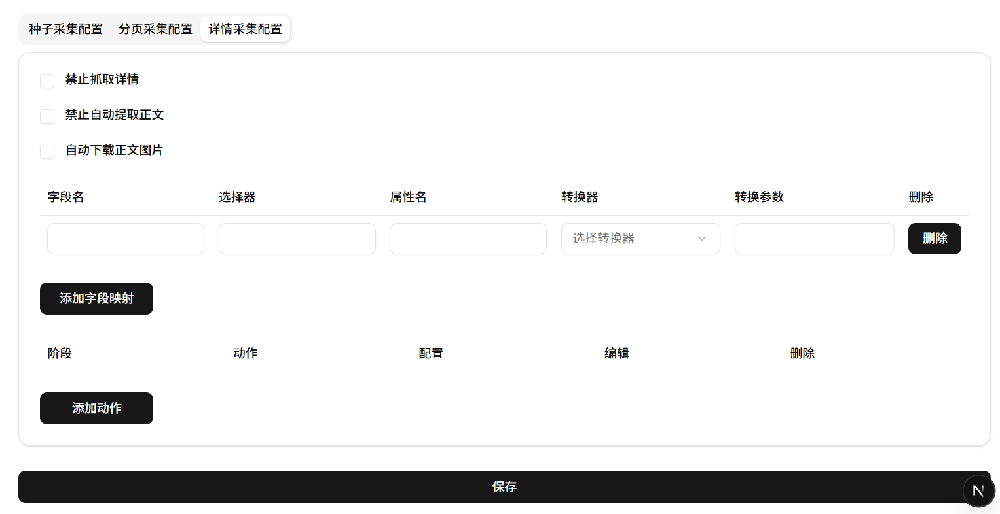 种子采集配置 分页采集配置 详情采集配置
禁止抓取详情
禁止自动提取正文
自动下载正文图片
字段名 选择器 属性名 转换器 转换参数 删除
选择转换器 删除
添加字段映射
阶段 动作 配置 编辑 删除
添加动作
保存
N